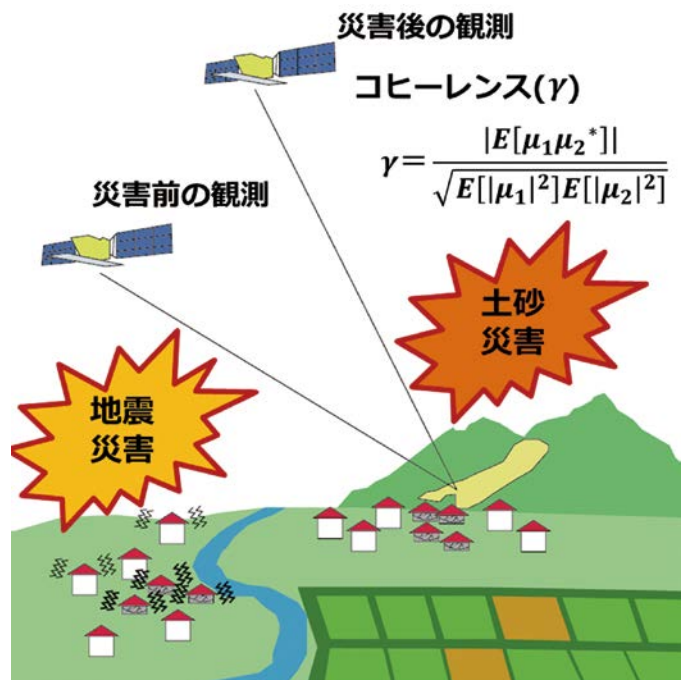 災害後の観測
コヒーレンス(γ)
γ=|E[μ₁μ₂*]|/√E[|μ₁|²]E[|μ₂|²]
災害前の観測
土砂
災害
地震
災害